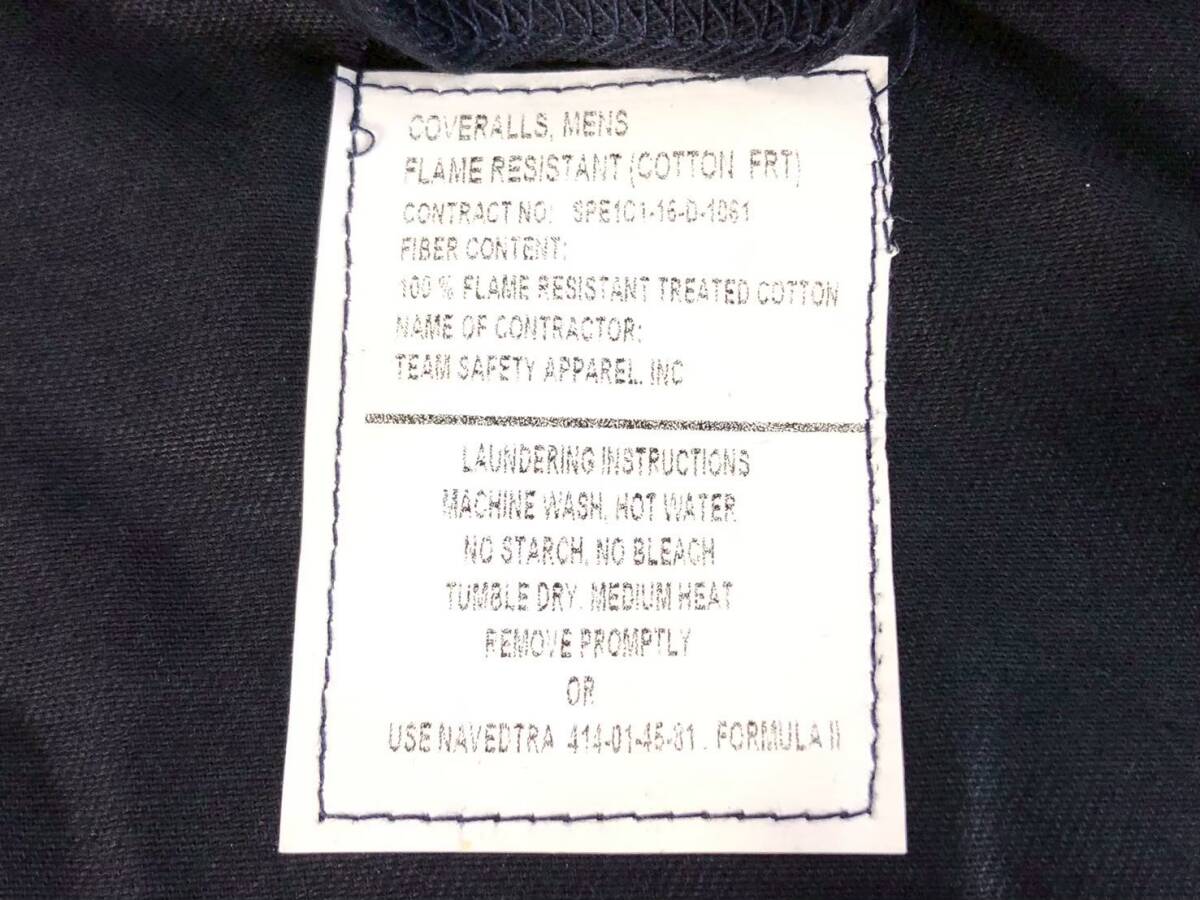 COVERALLS, MENS
FLAME RESISTANT (COTTON FRT)
CONTRACT NO: SPE1C1-16-D-1081
FIBER CONTENT:
100 % FLAME RESISTANT TREATED COTTON
NAME OF CONTRACTOR:
TEAM SAFETY APPAREL, INC
LAUNDERING INSTRUCTIONS
MACHINE WASH, HOT WATER
NO STARCH, NO BLEACH
TUMBLE DRY, MEDIUM HEAT
REMOVE PROMPTLY
OR
USE NAVEDTRA 414-01-45-81 . FORMULA II